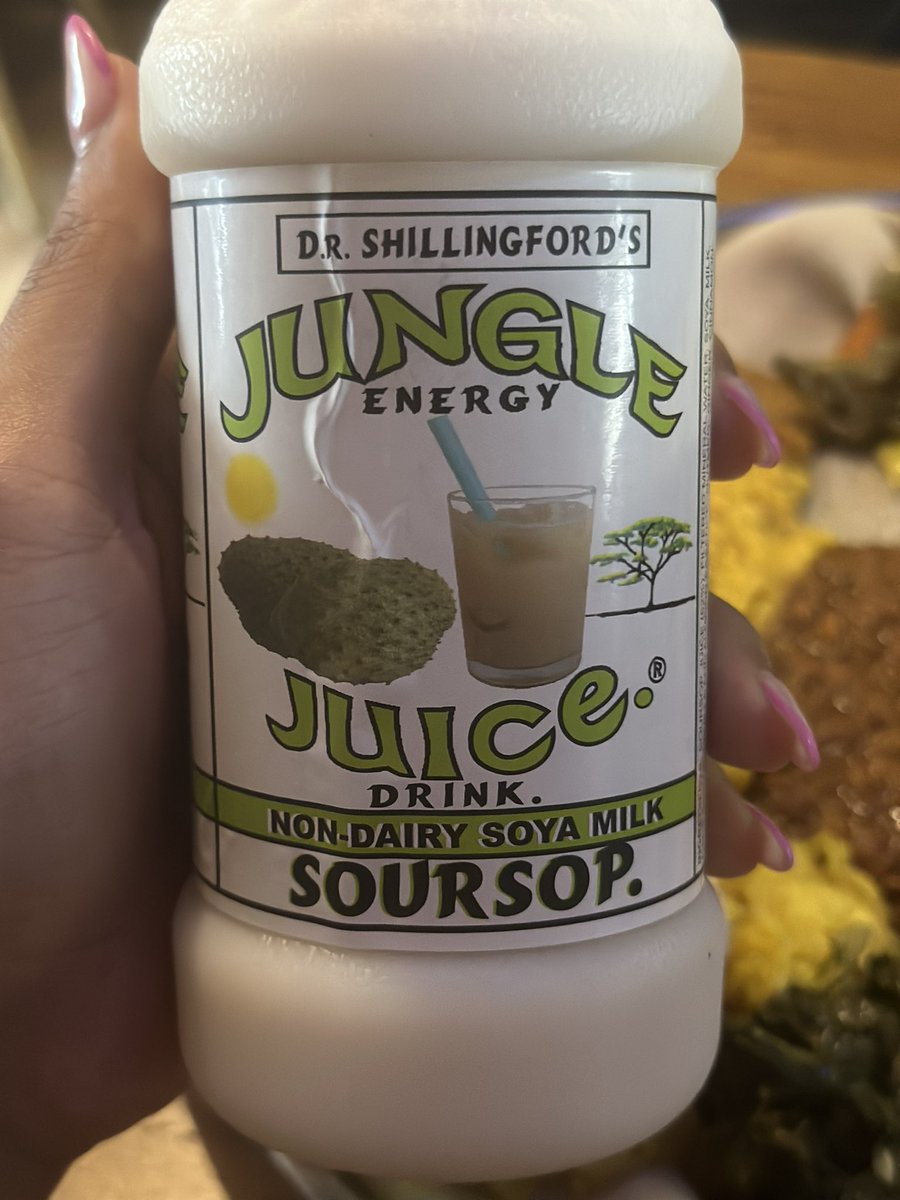 D.R. SHILLINGFORD'S
JUNGLE
ENERGY
JUICE.®
DRINK.
NON-DAIRY SOYA MILK
SOURSOP.